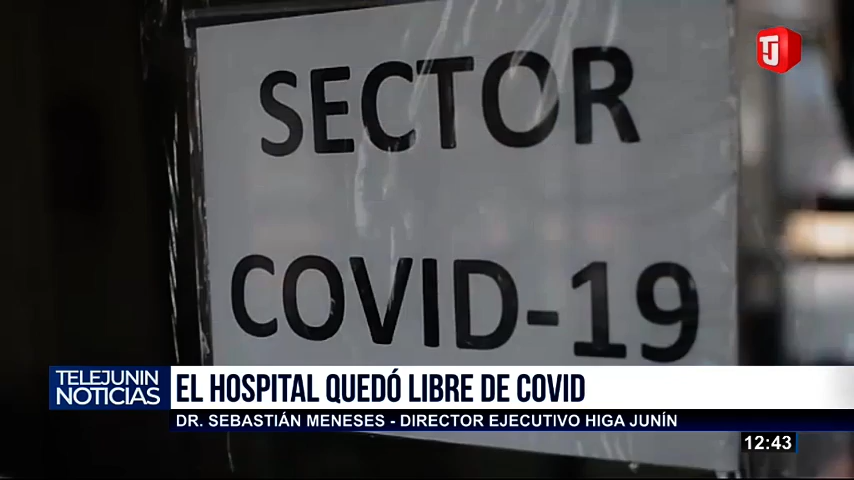 SECTOR
COVID-19
TJ
TELEJUNIN
NOTICIAS
EL HOSPITAL QUEDÓ LIBRE DE COVID
DR. SEBASTIÁN MENESES - DIRECTOR EJECUTIVO HIGA JUNÍN
12:43